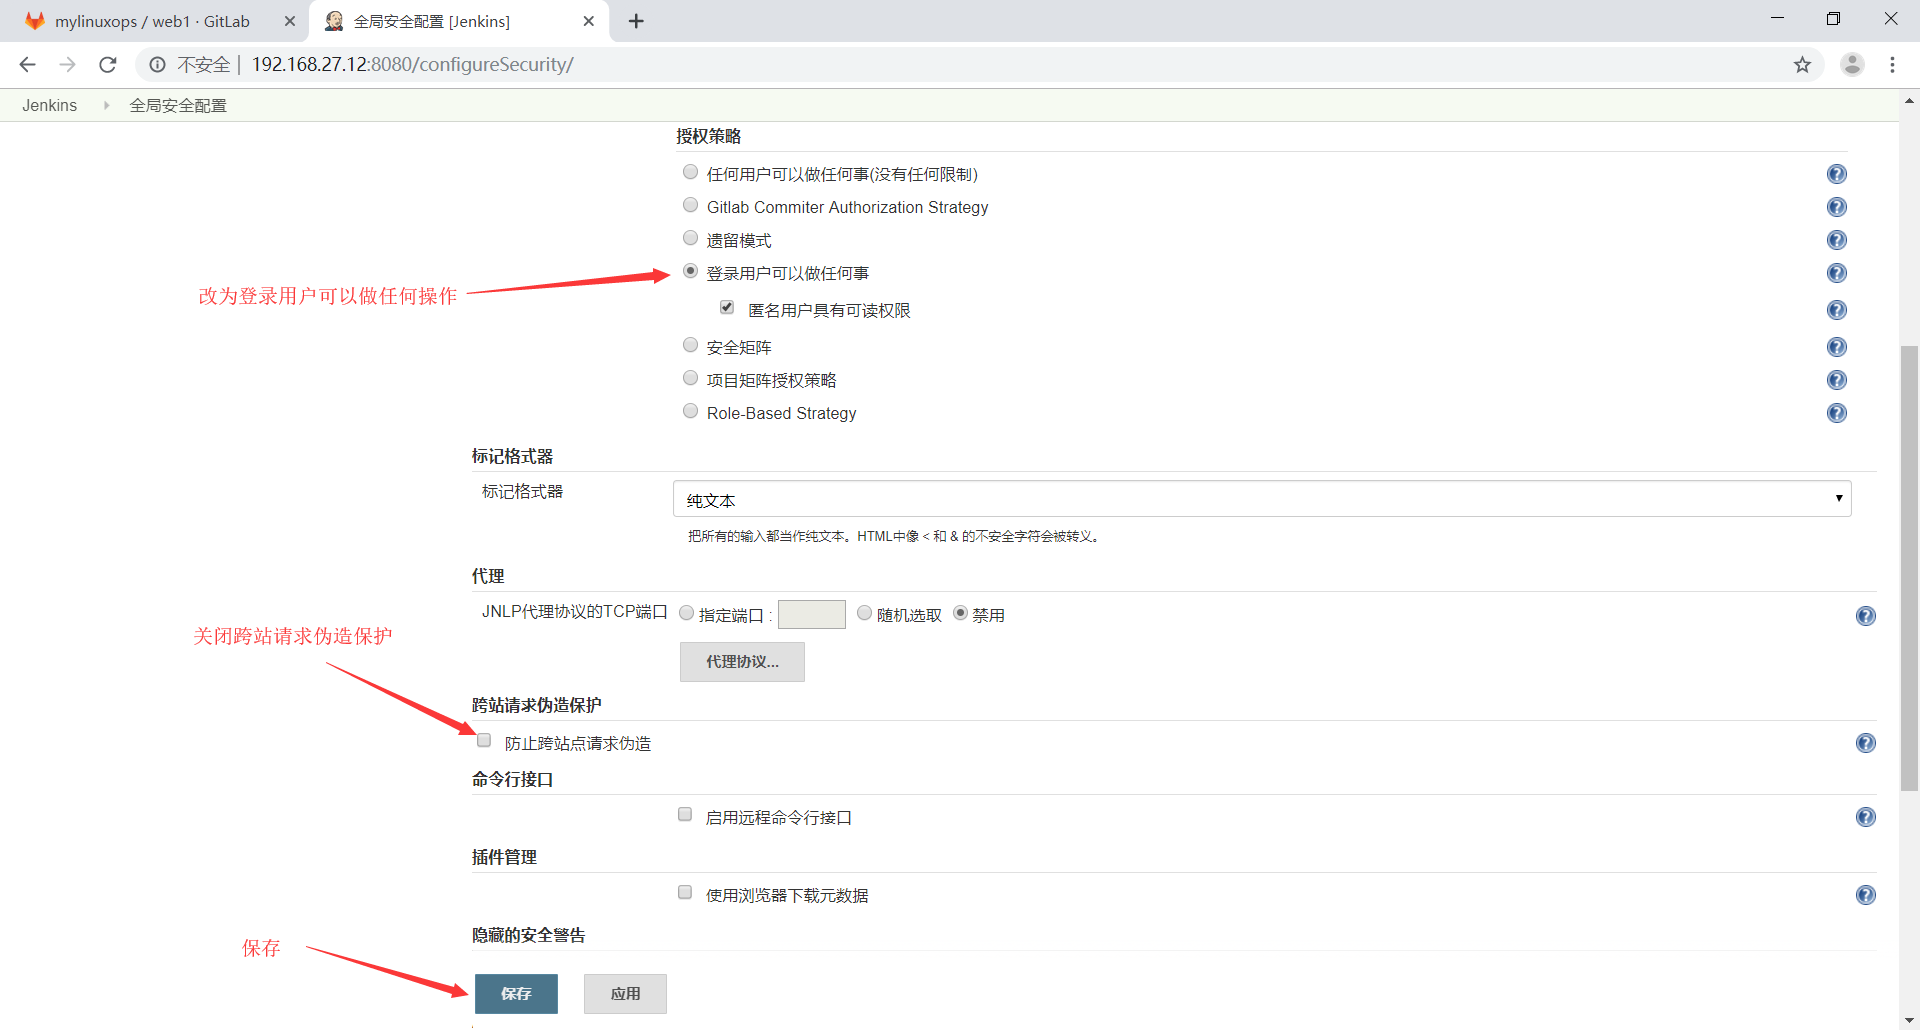 mylinuxops / web1 · GitLab
全局安全配置 [Jenkins]
不安全 | 192.168.27.12:8080/configureSecurity/
Jenkins
全局安全配置
授权策略
任何用户可以做任何事(没有任何限制)
Gitlab Commiter Authorization Strategy
遗留模式
登录用户可以做任何事
改为登录用户可以做任何操作
匿名用户具有可读权限
安全矩阵
项目矩阵授权策略
Role-Based Strategy
标记格式器
标记格式器
纯文本
把所有的输入都当作纯文本。HTML中像 < 和 & 的不安全字符会被转义。
代理
JNLP代理协议的TCP端口 指定端口 : 随机选取 禁用
关闭跨站请求伪造保护
代理协议...
跨站请求伪造保护
防止跨站点请求伪造
命令行接口
启用远程命令行接口
插件管理
使用浏览器下载元数据
隐藏的安全警告
保存
保存 应用